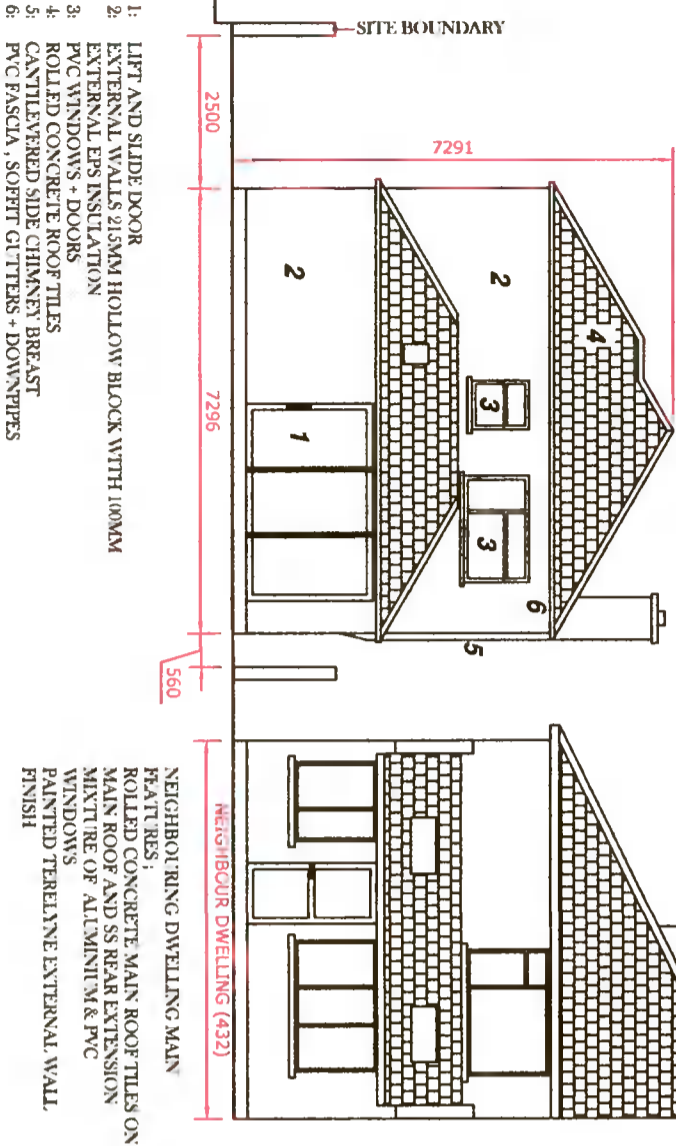 SITE BOUNDARY
7291
2500
7296
560
2
2
4
3
3
1
6
5
NEIGHBOUR DWELLING (432)
1: LIFT AND SLIDE DOOR
2: EXTERNAL WALLS 215MM HOLLOW BLOCK WITH 100MM
EXTERNAL EPS INSULATION
3: PVC WINDOWS + DOORS
4: ROLLED CONCRETE ROOF TILES
5: CANTILEVERED SIDE CHIMNEY BREAST
6: PVC FASCIA , SOFFIT GUTTERS + DOWNPIPES
NEIGHBOURING DWELLING MAIN
FEATURES ;
ROLLED CONCRETE MAIN ROOF TILES ON
MAIN ROOF AND SS REAR EXTENSION
MIXTURE OF ALUMINIUM & PVC
WINDOWS
PAINTED TERELYNE EXTERNAL WALL
FINISH